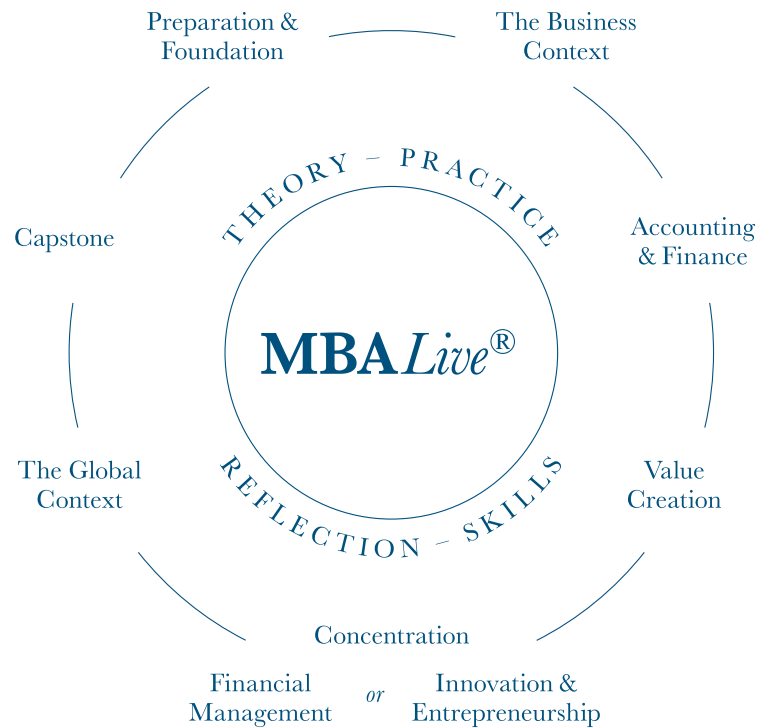 Preparation &
Foundation
The Business
Context
THEORY – PRACTICE
Capstone
Accounting
& Finance
MBALive®
The Global
Context
Value
Creation
REFLECTION – SKILLS
Concentration
Financial
Management
or
Innovation &
Entrepreneurship